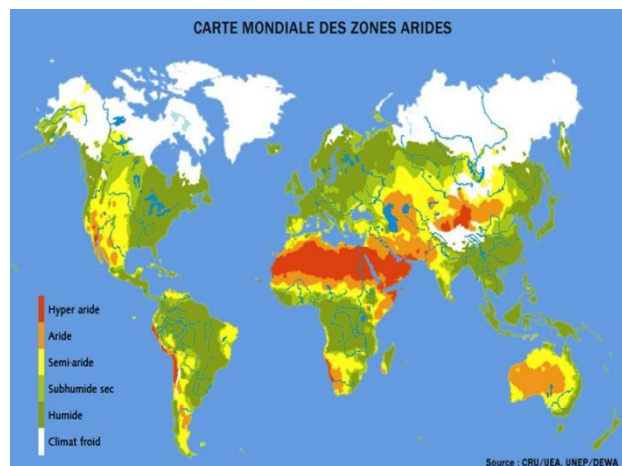 CARTE MONDIALE DES ZONES ARIDES
Hyper aride
Aride
Semi-aride
Subhumide sec
Humide
Climat froid
Source : CRU/UEA, UNEP/DEWA